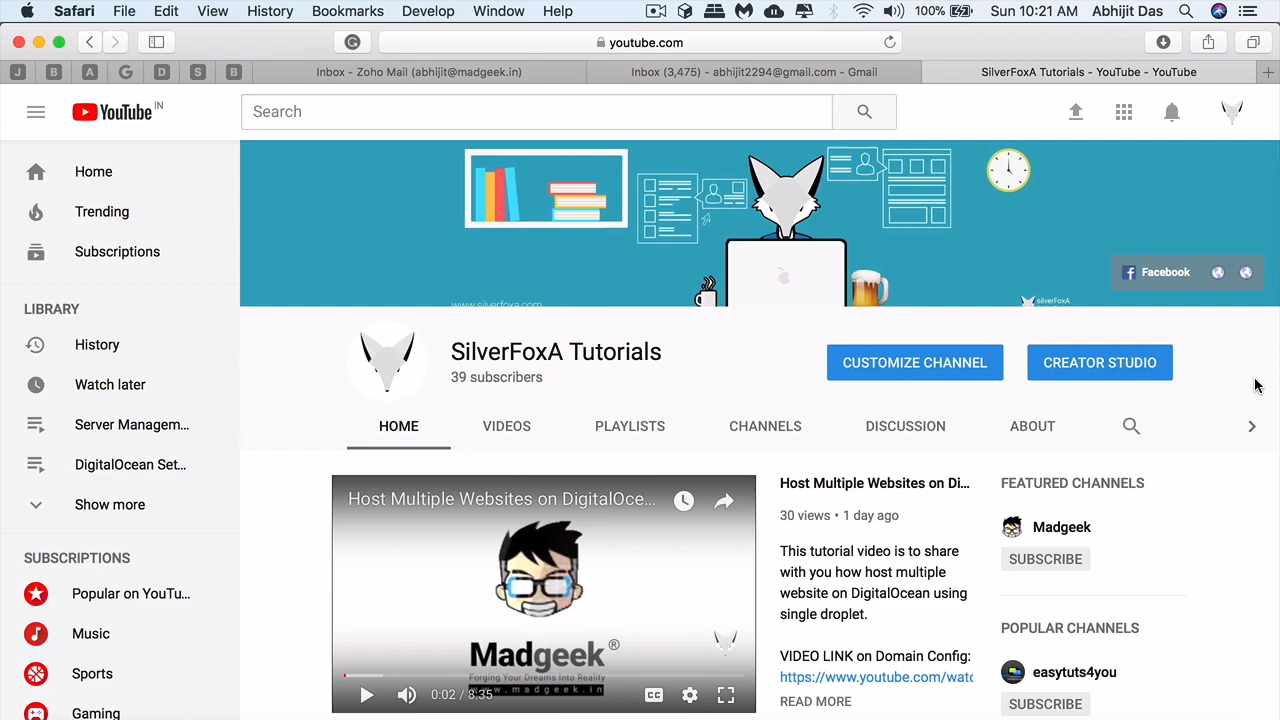 Safari File Edit View History Bookmarks Develop Window Help 100% Sun 10:21 AM Abhijit Das
youtube.com
J B A G D S B Inbox - Zoho Mail (abhijit@madgeek.in) Inbox (3,475) - abhijit2294@gmail.com - Gmail SilverFoxA Tutorials - YouTube - YouTube
YouTube IN Search
Home
Trending
Subscriptions
LIBRARY
History
Watch later
Server Managem...
DigitalOcean Set...
Show more
SUBSCRIPTIONS
Popular on YouTu...
Music
Sports
Gaming
www.silverfoxa.com
silverFoxA
Facebook
SilverFoxA Tutorials
39 subscribers
CUSTOMIZE CHANNEL CREATOR STUDIO
HOME VIDEOS PLAYLISTS CHANNELS DISCUSSION ABOUT
Host Multiple Websites on DigitalOce...
Madgeek®
Forging Your Dreams Into Reality
www.madgeek.in
0:02 / 8:35
CC
Host Multiple Websites on Di...
30 views • 1 day ago
This tutorial video is to share
with you how host multiple
website on DigitalOcean using
single droplet.
VIDEO LINK on Domain Config:
https://www.youtube.com/watc
READ MORE
FEATURED CHANNELS
Madgeek
SUBSCRIBE
POPULAR CHANNELS
easytuts4you
SUBSCRIBE